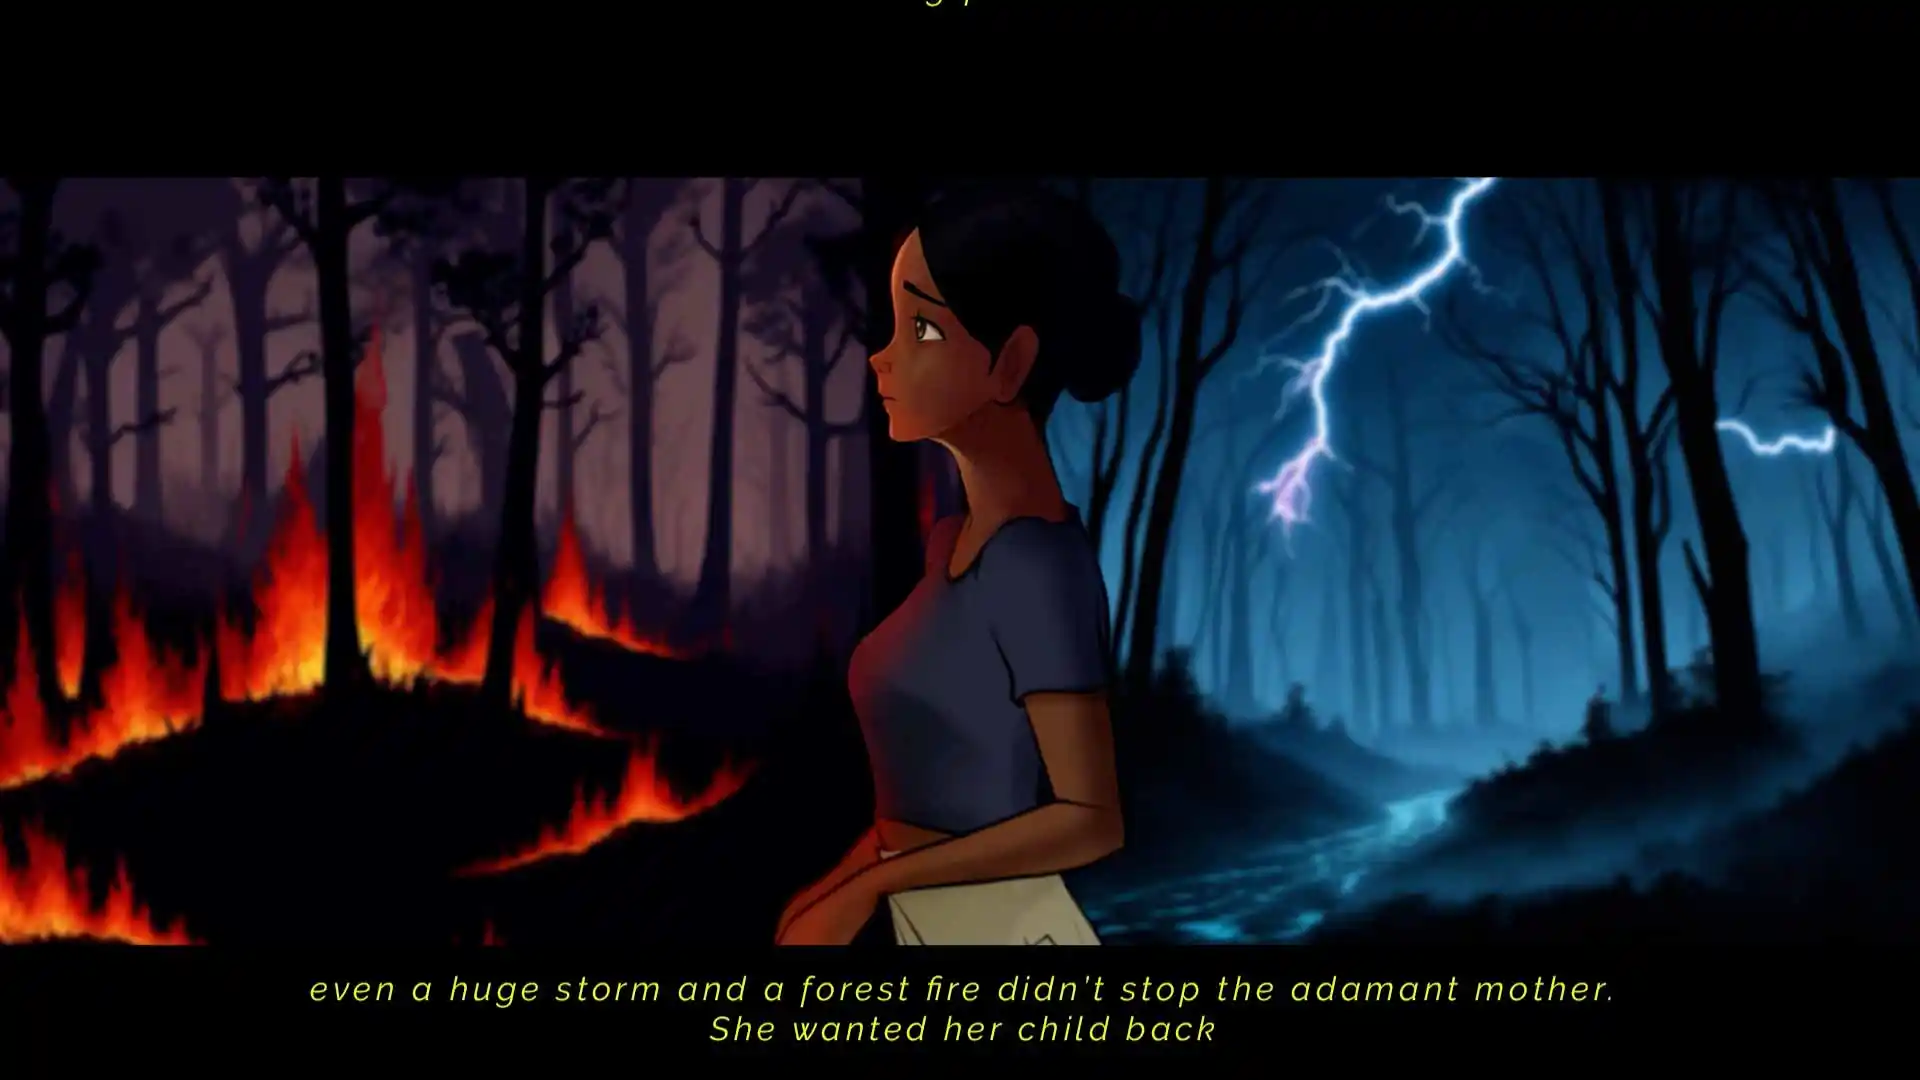 even a huge storm and a forest fire didn't stop the adamant mother.
She wanted her child back